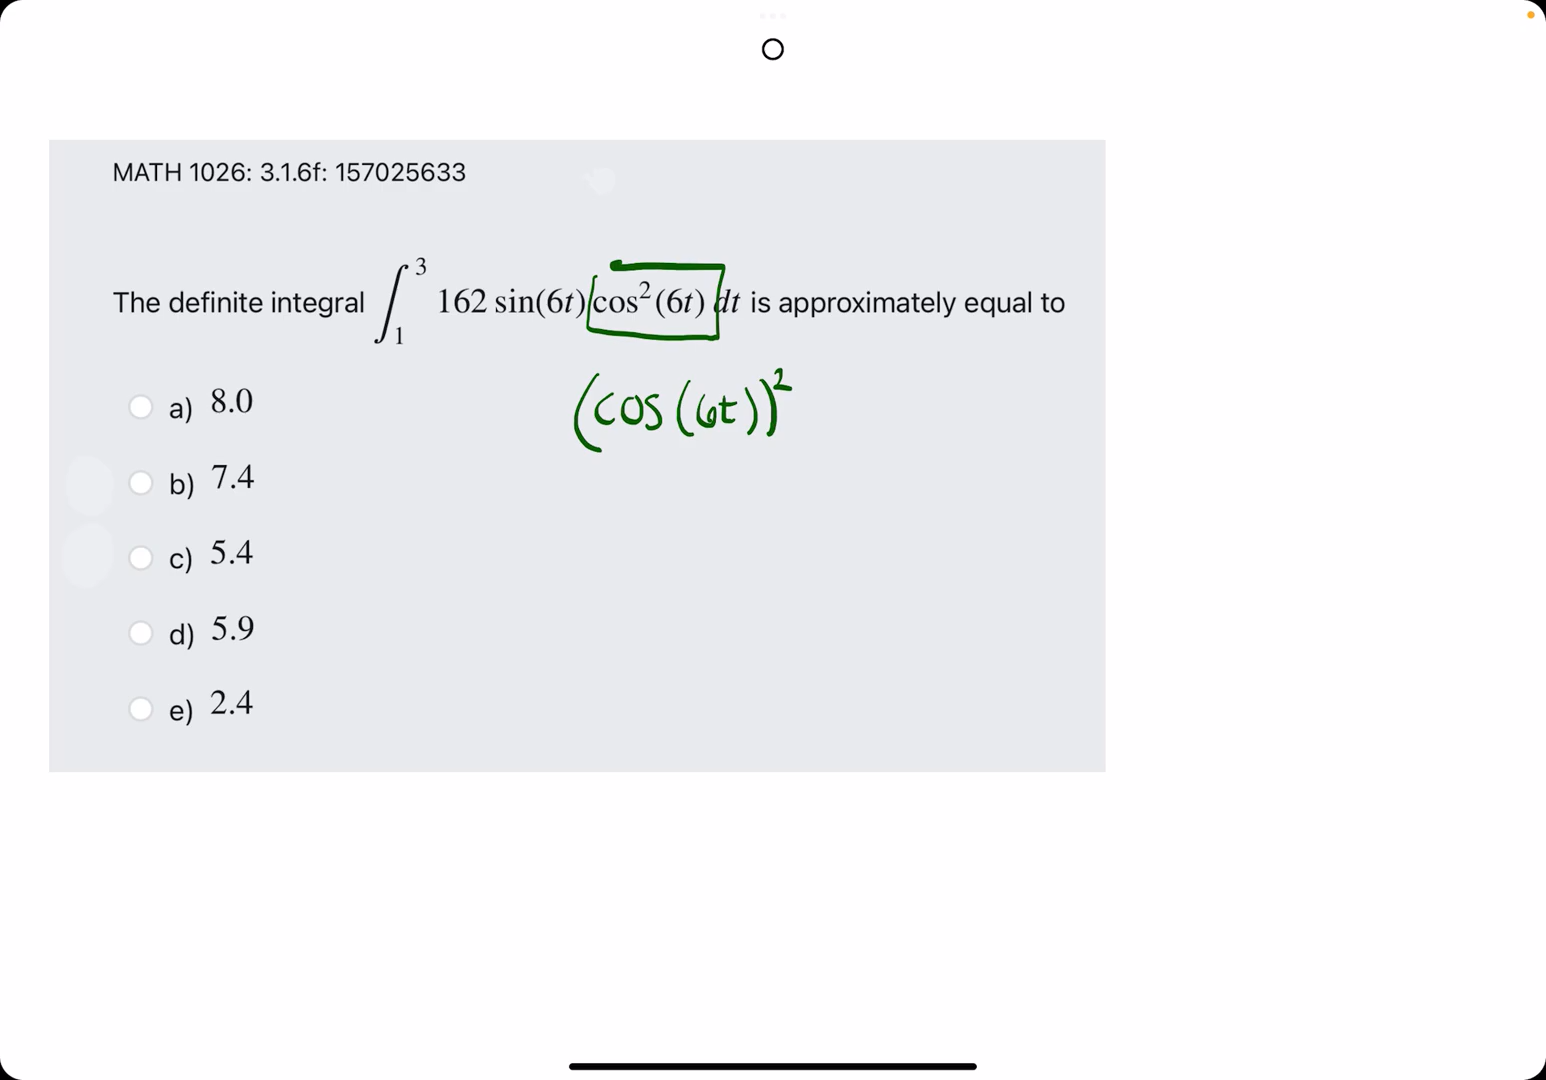 MATH 1026: 3.1.6f: 157025633
The definite integral ∫₁³ 162 sin(6t) cos²(6t) dt is approximately equal to
(cos(6t))²
a) 8.0
b) 7.4
c) 5.4
d) 5.9
e) 2.4